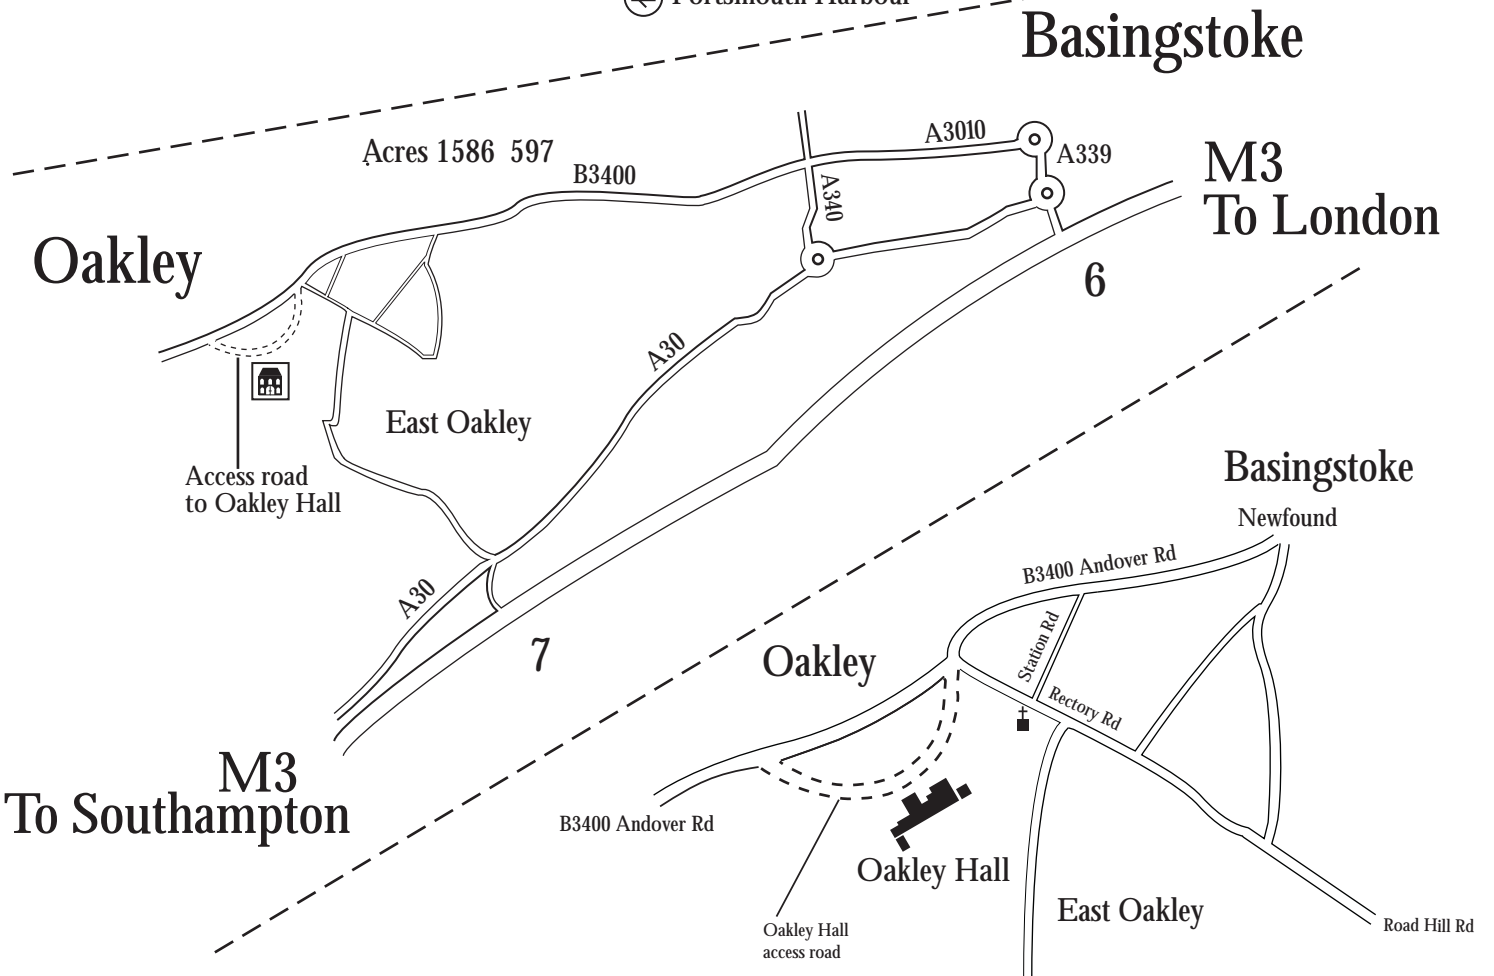 Portsmouth Harbour
Basingstoke
Acres 1586 597
A3010
A339
B3400
A340
M3
To London
Oakley
6
A30
East Oakley
Access road
to Oakley Hall
A30
7
M3
To Southampton
Basingstoke
Newfound
B3400 Andover Rd
Station Rd
Oakley
Rectory Rd
B3400 Andover Rd
Oakley Hall
East Oakley
Oakley Hall
access road
Road Hill Rd